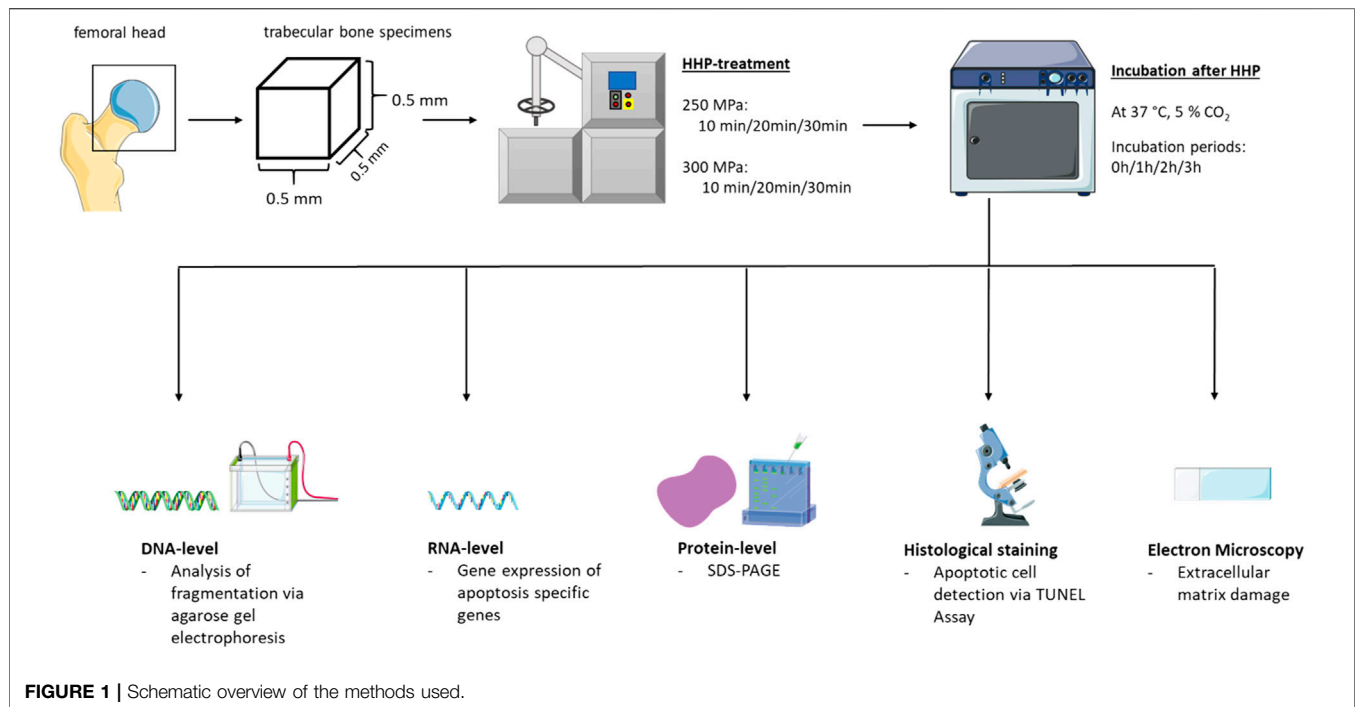 femoral head
trabecular bone specimens
0.5 mm
0.5 mm
0.5 mm
HHP-treatment
250 MPa:
10 min/20min/30min
300 MPa:
10 min/20min/30min
Incubation after HHP
At 37 °C, 5 % CO₂
Incubation periods:
0h/1h/2h/3h
DNA-level
- Analysis of
fragmentation via
agarose gel
electrophoresis
RNA-level
- Gene expression of
apoptosis specific
genes
Protein-level
- SDS-PAGE
Histological staining
- Apoptotic cell
detection via TUNEL
Assay
Electron Microscopy
- Extracellular
matrix damage
FIGURE 1 | Schematic overview of the methods used.